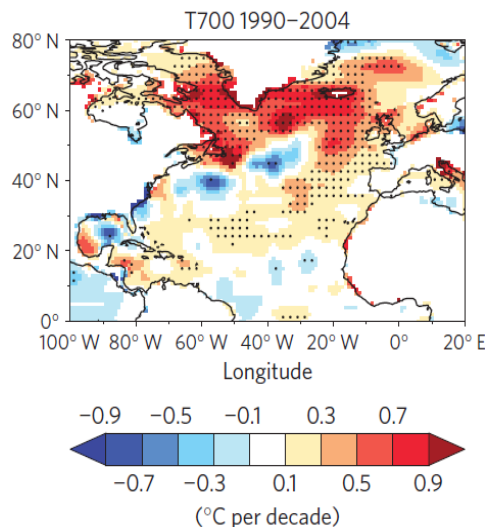 T700 1990–2004
80° N
60° N
40° N
20° N
0°
100° W 80° W 60° W 40° W 20° W 0° 20° E
Longitude
−0.9 −0.5 −0.1 0.3 0.7
−0.7 −0.3 0.1 0.5 0.9
(°C per decade)